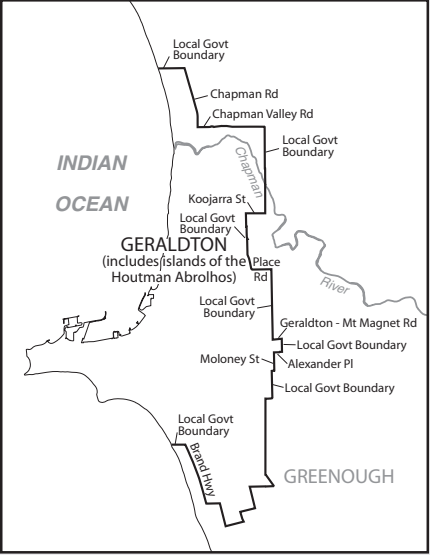 Local Govt
Boundary
Chapman Rd
Chapman Valley Rd
Local Govt
Boundary
INDIAN
OCEAN
Chapman
Koojarra St
Local Govt
Boundary
GERALDTON
(includes islands of the
Houtman Abrolhos)
Place
Rd
River
Local Govt
Boundary
Geraldton - Mt Magnet Rd
Local Govt Boundary
Moloney St
Alexander Pl
Local Govt Boundary
Local Govt
Boundary
Brand Hwy
GREENOUGH